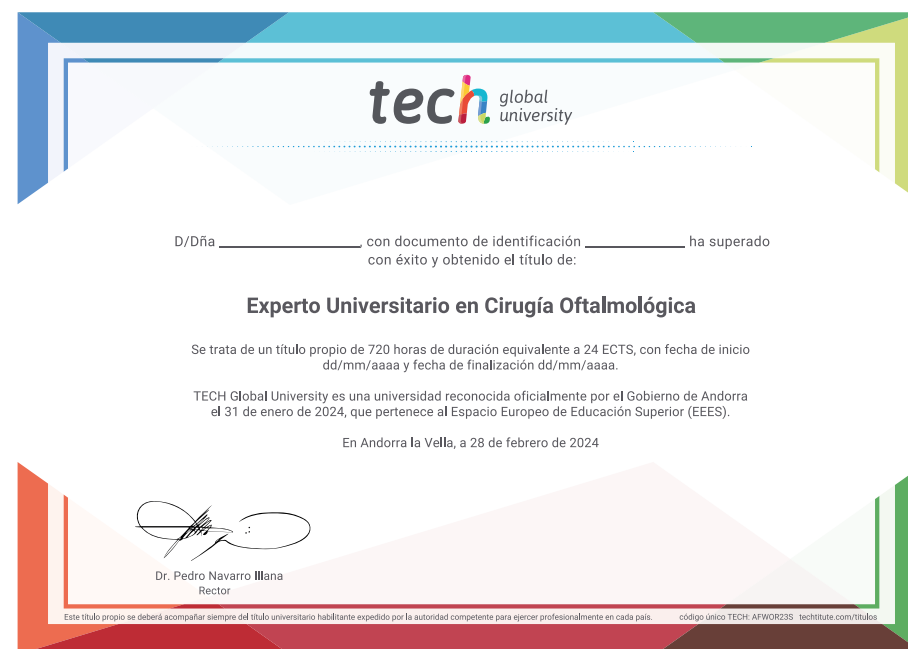 tech global university
D/Dña ____________________, con documento de identificación ______________ ha superado
con éxito y obtenido el título de:
Experto Universitario en Cirugía Oftalmológica
Se trata de un título propio de 720 horas de duración equivalente a 24 ECTS, con fecha de inicio
dd/mm/aaaa y fecha de finalización dd/mm/aaaa.
TECH Global University es una universidad reconocida oficialmente por el Gobierno de Andorra
el 31 de enero de 2024, que pertenece al Espacio Europeo de Educación Superior (EEES).
En Andorra la Vella, a 28 de febrero de 2024
Dr. Pedro Navarro Illana
Rector
Este título propio se deberá acompañar siempre del título universitario habilitante expedido por la autoridad competente para ejercer profesionalmente en cada país. código único TECH: AFWOR23S techtitute.com/titulos